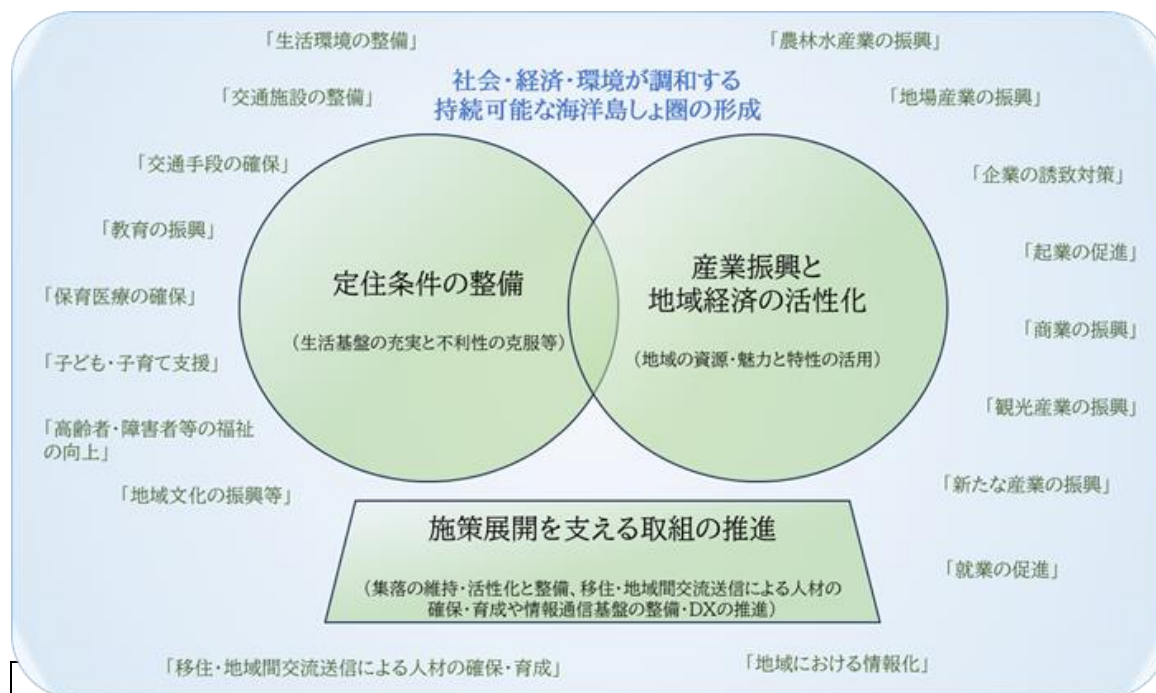 「生活環境の整備」
「農林水産業の振興」
社会・経済・環境が調和する
持続可能な海洋島しょ圏の形成
「交通施設の整備」
「地場産業の振興」
「交通手段の確保」
「企業の誘致対策」
「教育の振興」
「起業の促進」
「保育医療の確保」
「商業の振興」
「子ども・子育て支援」
「観光産業の振興」
「高齢者・障害者等の福祉
の向上」
「新たな産業の振興」
「地域文化の振興等」
「就業の促進」
定住条件の整備
（生活基盤の充実と不利性の克服等）
産業振興と
地域経済の活性化
（地域の資源・魅力と特性の活用）
施策展開を支える取組の推進
（集落の維持・活性化と整備、移住・地域間交流送信による人材の
確保・育成や情報通信基盤の整備・DXの推進）
「移住・地域間交流送信による人材の確保・育成」
「地域における情報化」